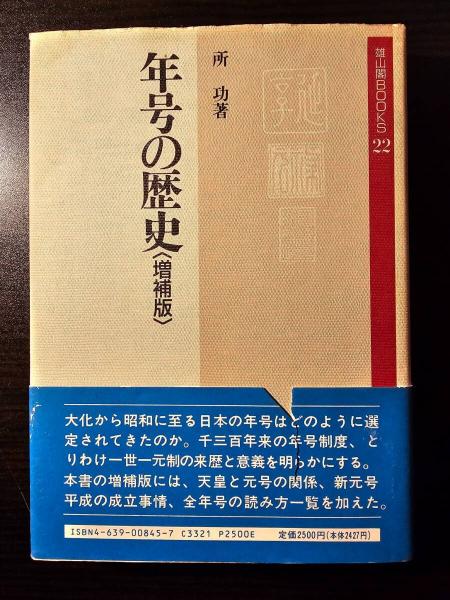 雄山閣BOOKS 22
所 功著
年号の歴史〈増補版〉
大化から昭和に至る日本の年号はどのように選
定されてきたのか。千三百年来の年号制度、と
りわけ一世一元制の来歴と意義を明らかにする。
本書の増補版には、天皇と元号の関係、新元号
平成の成立事情、全年号の読み方一覧を加えた。
ISBN4-639-00845-7 C3321 P2500E 定価2500円(本体2427円)